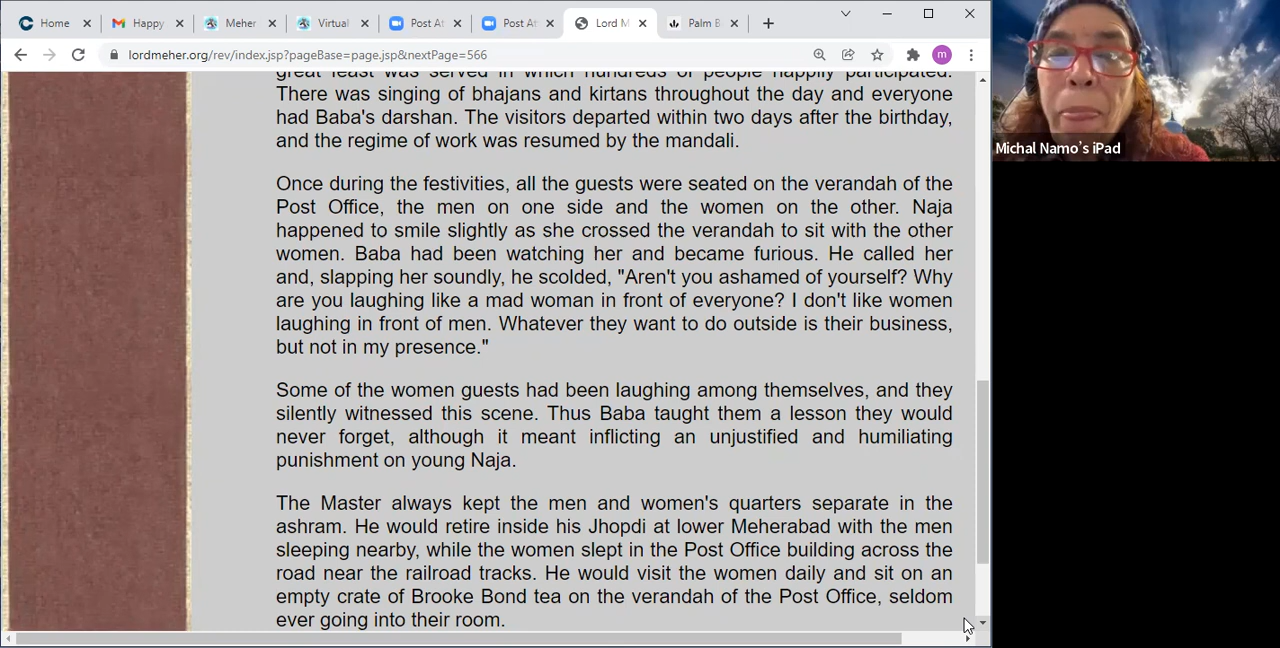 Home
Happy
Meher
Virtual
Post At
Post At
Lord M
Palm B
lordmeher.org/rev/index.jsp?pageBase=page.jsp&nextPage=566
m
great feast was served in which hundreds of people happily participated.
There was singing of bhajans and kirtans throughout the day and everyone
had Baba's darshan. The visitors departed within two days after the birthday,
and the regime of work was resumed by the mandali.
Once during the festivities, all the guests were seated on the verandah of the
Post Office, the men on one side and the women on the other. Naja
happened to smile slightly as she crossed the verandah to sit with the other
women. Baba had been watching her and became furious. He called her
and, slapping her soundly, he scolded, "Aren't you ashamed of yourself? Why
are you laughing like a mad woman in front of everyone? I don't like women
laughing in front of men. Whatever they want to do outside is their business,
but not in my presence."
Some of the women guests had been laughing among themselves, and they
silently witnessed this scene. Thus Baba taught them a lesson they would
never forget, although it meant inflicting an unjustified and humiliating
punishment on young Naja.
The Master always kept the men and women's quarters separate in the
ashram. He would retire inside his Jhopdi at lower Meherabad with the men
sleeping nearby, while the women slept in the Post Office building across the
road near the railroad tracks. He would visit the women daily and sit on an
empty crate of Brooke Bond tea on the verandah of the Post Office, seldom
ever going into their room.
Michal Namo's iPad